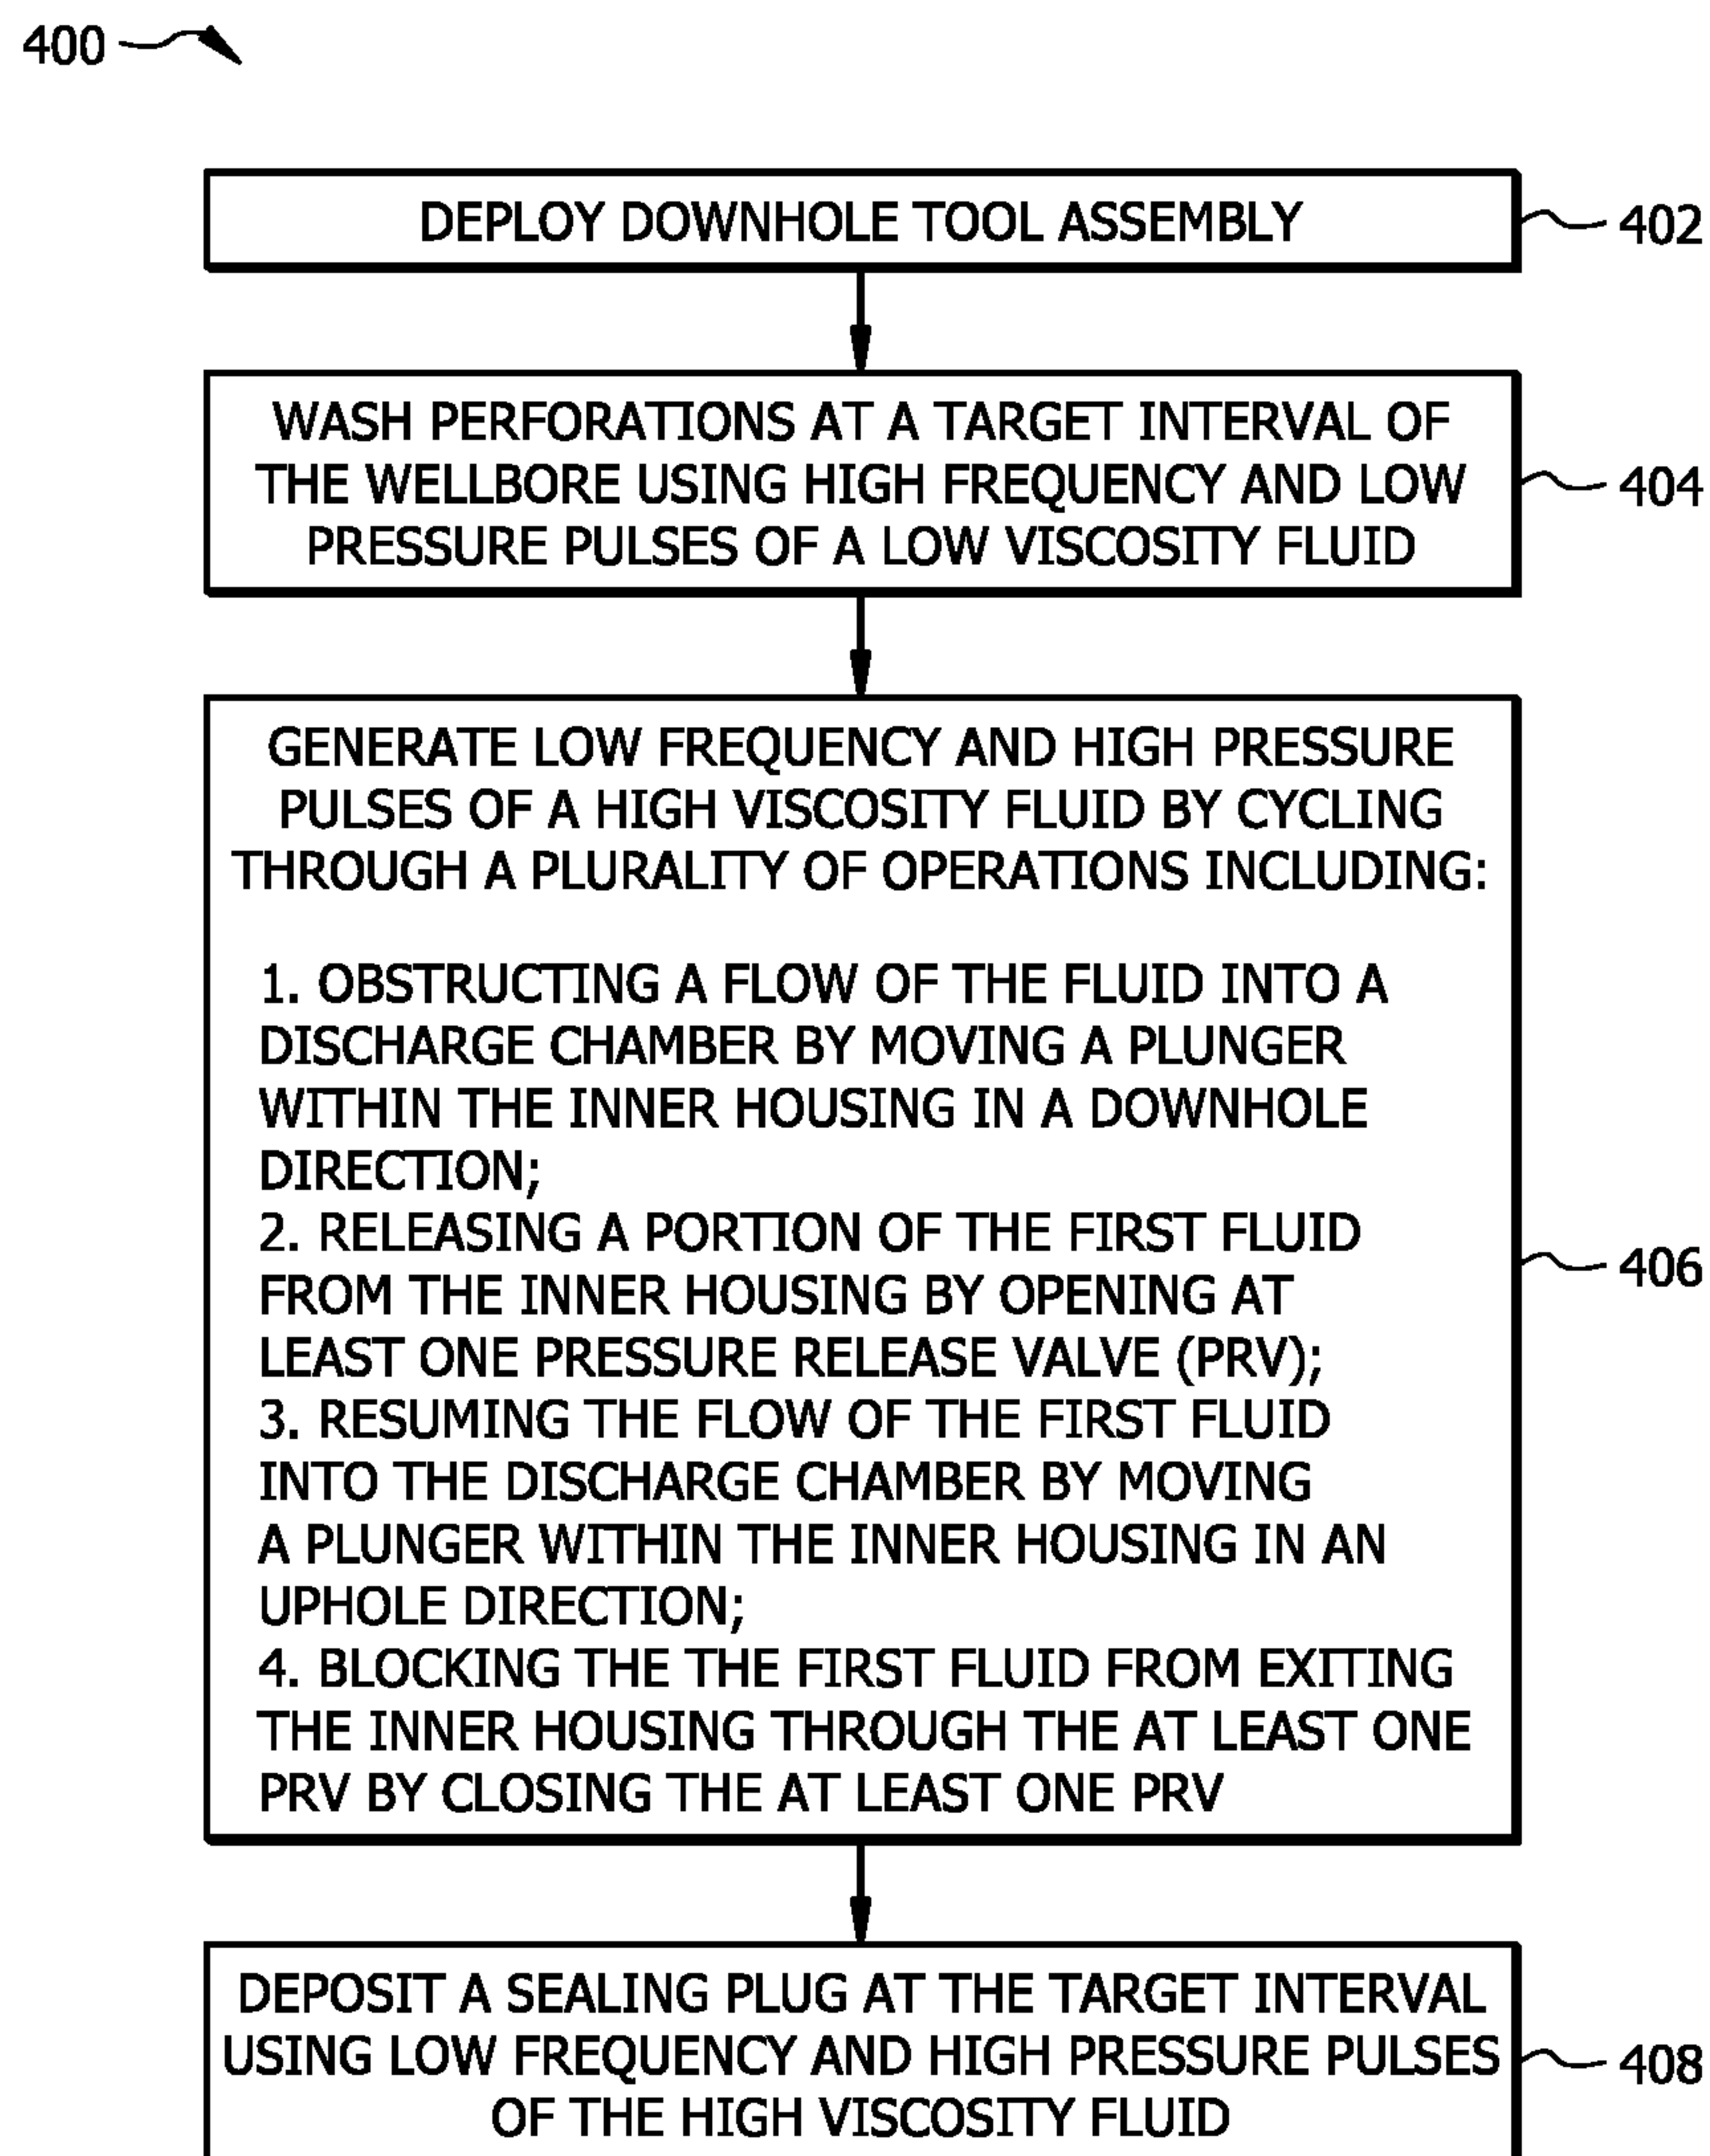 400
DEPLOY DOWNHOLE TOOL ASSEMBLY
402
WASH PERFORATIONS AT A TARGET INTERVAL OF
THE WELLBORE USING HIGH FREQUENCY AND LOW
PRESSURE PULSES OF A LOW VISCOSITY FLUID
404
GENERATE LOW FREQUENCY AND HIGH PRESSURE
PULSES OF A HIGH VISCOSITY FLUID BY CYCLING
THROUGH A PLURALITY OF OPERATIONS INCLUDING:
1. OBSTRUCTING A FLOW OF THE FLUID INTO A
DISCHARGE CHAMBER BY MOVING A PLUNGER
WITHIN THE INNER HOUSING IN A DOWNHOLE
DIRECTION;
2. RELEASING A PORTION OF THE FIRST FLUID
FROM THE INNER HOUSING BY OPENING AT
LEAST ONE PRESSURE RELEASE VALVE (PRV);
3. RESUMING THE FLOW OF THE FIRST FLUID
INTO THE DISCHARGE CHAMBER BY MOVING
A PLUNGER WITHIN THE INNER HOUSING IN AN
UPHOLE DIRECTION;
4. BLOCKING THE THE FIRST FLUID FROM EXITING
THE INNER HOUSING THROUGH THE AT LEAST ONE
PRV BY CLOSING THE AT LEAST ONE PRV
406
DEPOSIT A SEALING PLUG AT THE TARGET INTERVAL
USING LOW FREQUENCY AND HIGH PRESSURE PULSES
OF THE HIGH VISCOSITY FLUID
408